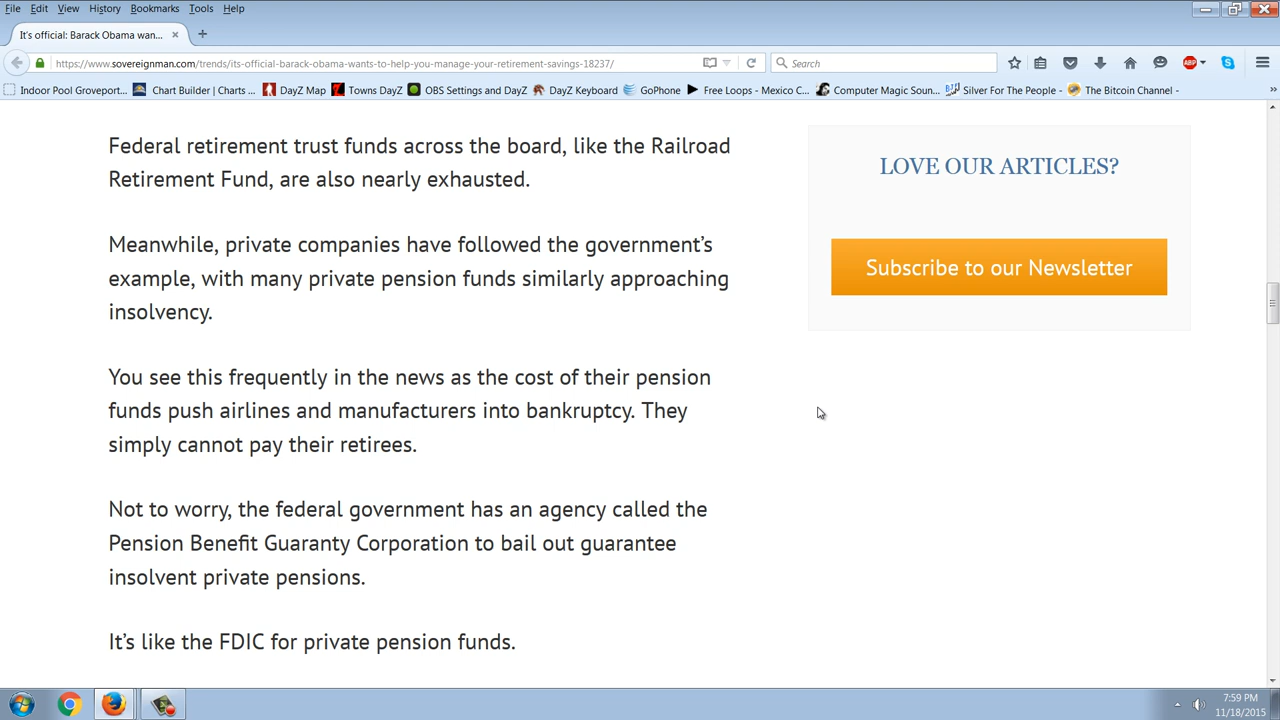 File Edit View History Bookmarks Tools Help
It's official: Barack Obama wan...
https://www.sovereignman.com/trends/its-official-barack-obama-wants-to-help-you-manage-your-retirement-savings-18237/
Search
ABP
Indoor Pool Groveport... Chart Builder | Charts ... DayZ Map Towns DayZ OBS Settings and DayZ DayZ Keyboard GoPhone Free Loops - Mexico C... Computer Magic Soun... Silver For The People - The Bitcoin Channel -
Federal retirement trust funds across the board, like the Railroad
Retirement Fund, are also nearly exhausted.
Meanwhile, private companies have followed the government’s
example, with many private pension funds similarly approaching
insolvency.
You see this frequently in the news as the cost of their pension
funds push airlines and manufacturers into bankruptcy. They
simply cannot pay their retirees.
Not to worry, the federal government has an agency called the
Pension Benefit Guaranty Corporation to bail out guarantee
insolvent private pensions.
It’s like the FDIC for private pension funds.
LOVE OUR ARTICLES?
Subscribe to our Newsletter
7:59 PM
11/18/2015